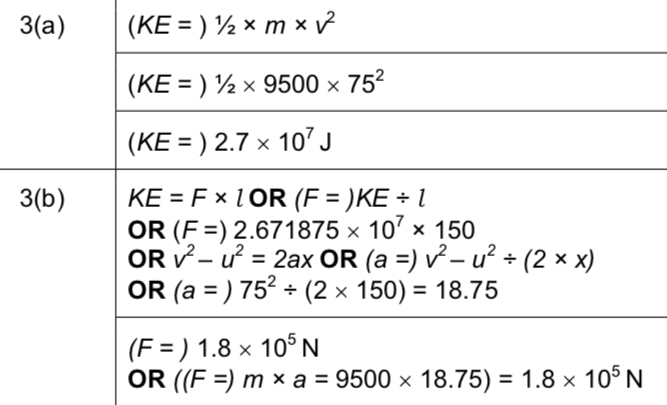 3(a) (KE = ) ½ × m × v²
(KE = ) ½ × 9500 × 75²
(KE = ) 2.7 × 10⁷ J
3(b) KE = F × l OR (F = )KE ÷ l
OR (F =) 2.671875 × 10⁷ × 150
OR v² – u² = 2ax OR (a =) v² – u² ÷ (2 × x)
OR (a = ) 75² ÷ (2 × 150) = 18.75
(F = ) 1.8 × 10⁵ N
OR ((F =) m × a = 9500 × 18.75) = 1.8 × 10⁵ N